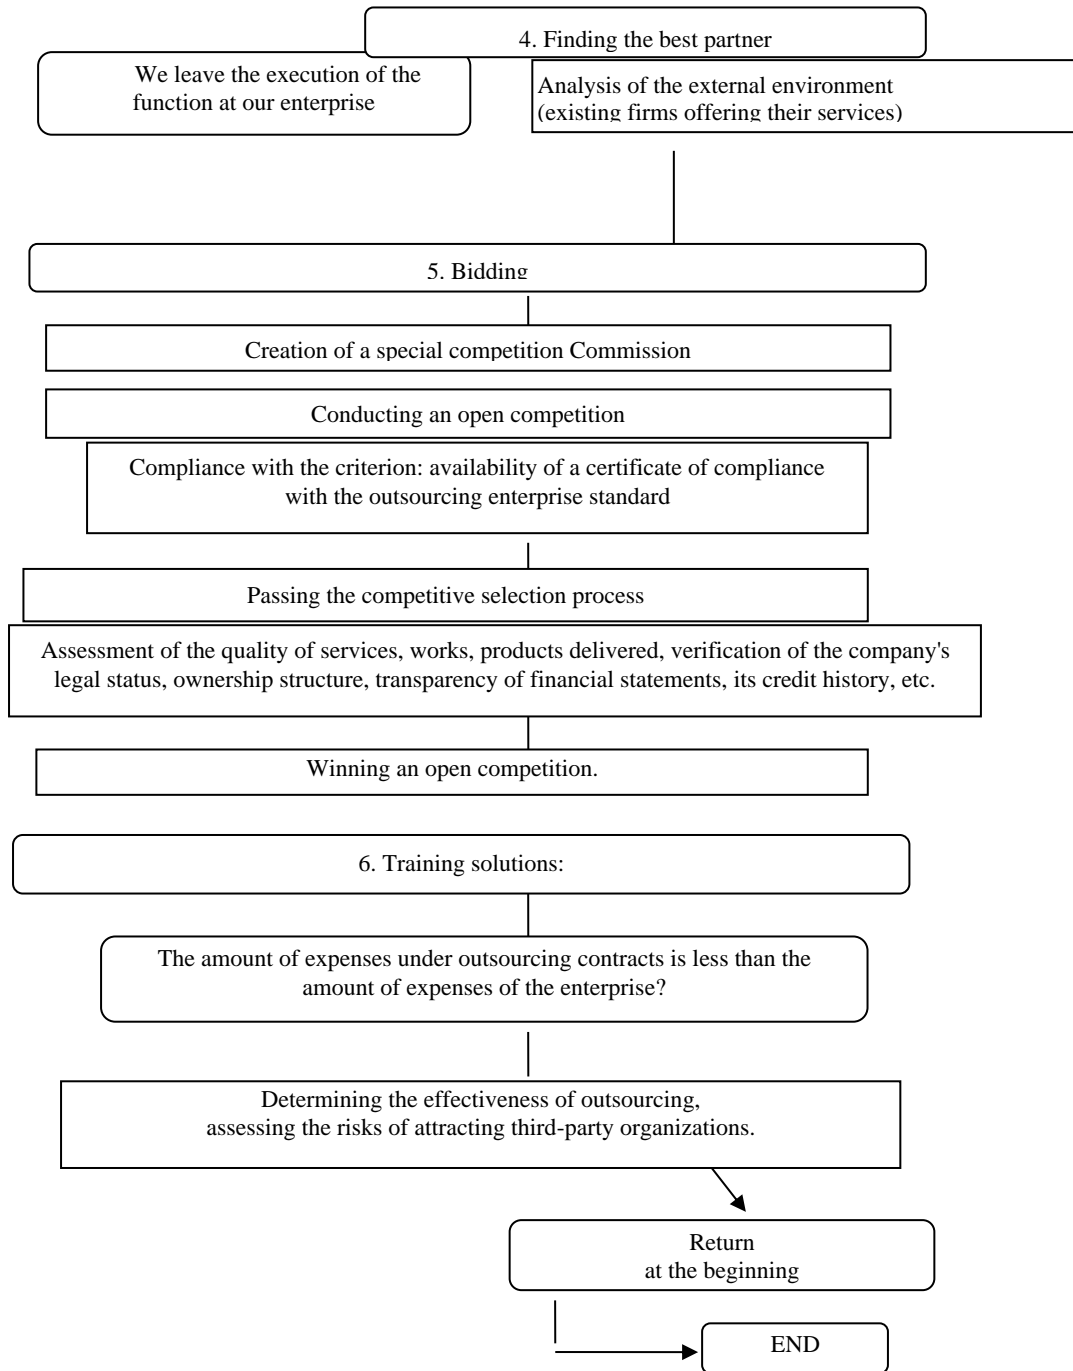 4. Finding the best partner
We leave the execution of the
function at our enterprise
Analysis of the external environment
(existing firms offering their services)
5. Bidding
Creation of a special competition Commission
Conducting an open competition
Compliance with the criterion: availability of a certificate of compliance
with the outsourcing enterprise standard
Passing the competitive selection process
Assessment of the quality of services, works, products delivered, verification of the company's
legal status, ownership structure, transparency of financial statements, its credit history, etc.
Winning an open competition.
6. Training solutions:
The amount of expenses under outsourcing contracts is less than the
amount of expenses of the enterprise?
Determining the effectiveness of outsourcing,
assessing the risks of attracting third-party organizations.
Return
at the beginning
END